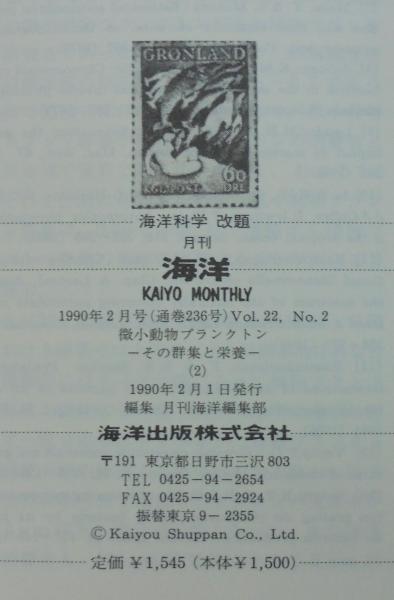 GRØNLAND
60
KGL POST ØRE
海洋科学 改題
月刊
海洋
KAIYO MONTHLY
1990年2月号(通巻236号)Vol. 22, No. 2
微小動物プランクトン
−その群集と栄養−
(2)
1990年2月1日発行
編集 月刊海洋編集部
海洋出版株式会社
〒191 東京都日野市三沢803
TEL 0425−94−2654
FAX 0425−94−2924
振替東京9−2355
©Kaiyou Shuppan Co., Ltd.
定価 ¥1,545 (本体¥1,500)